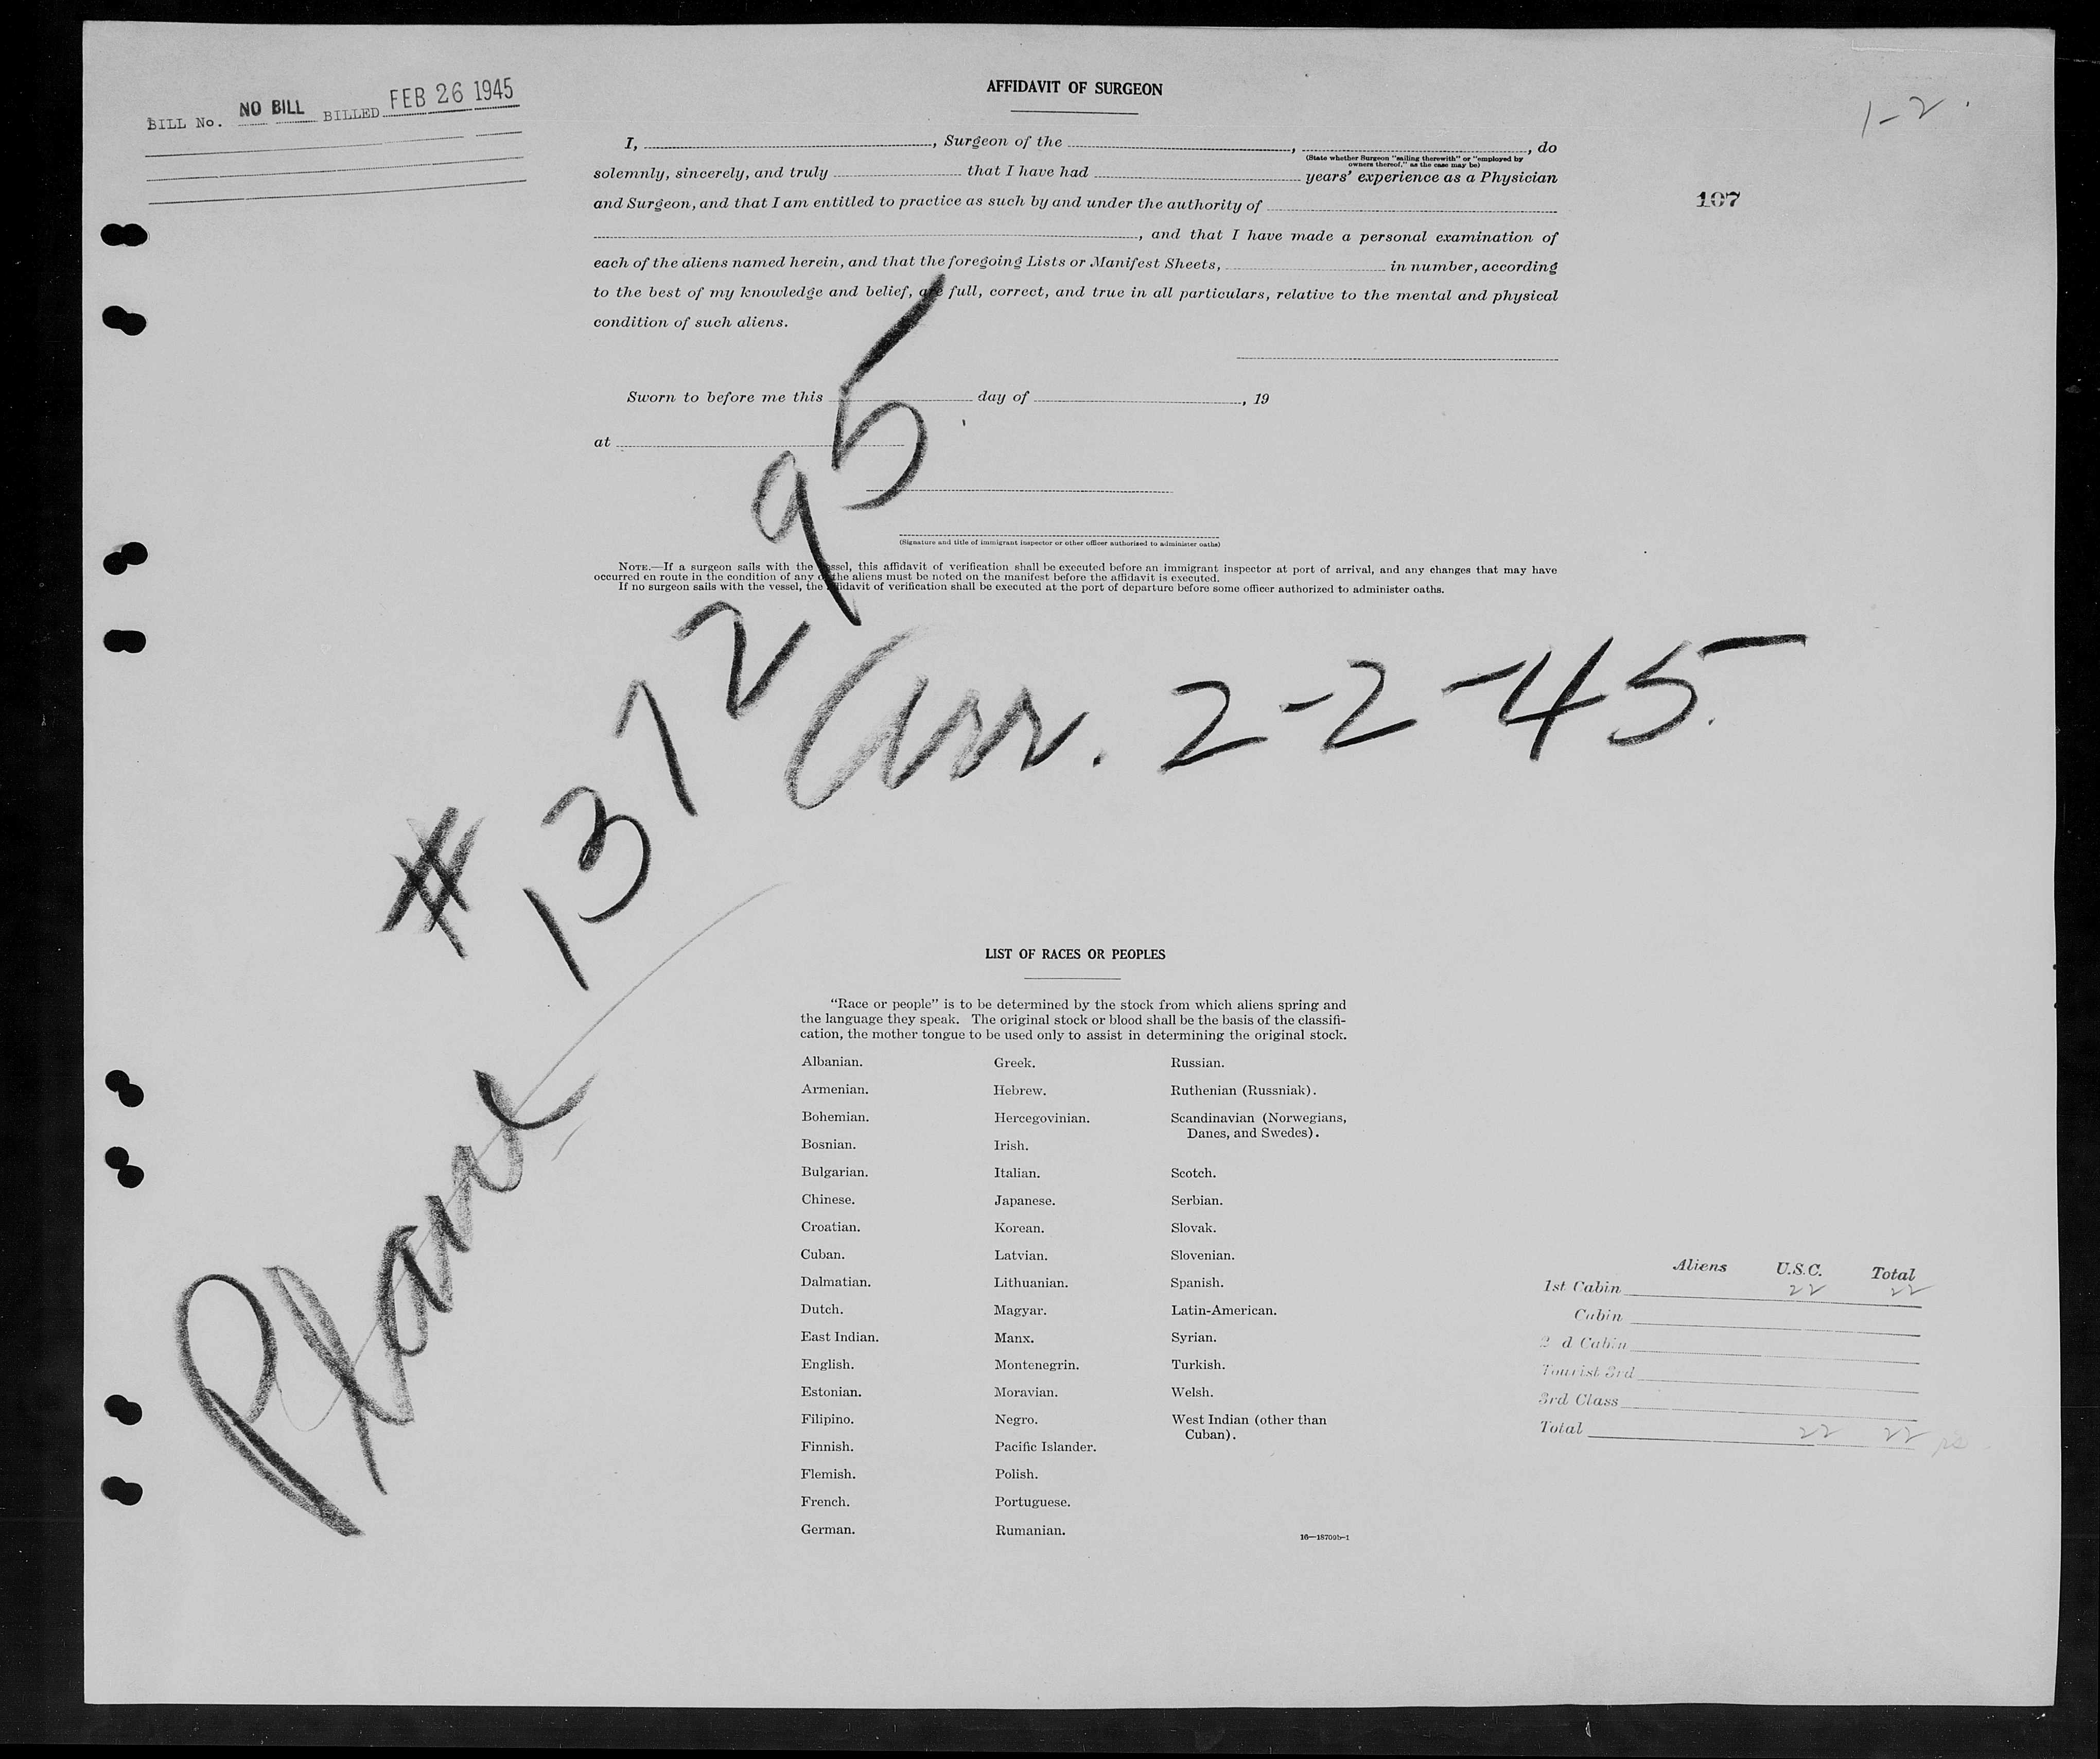 BILL No. NO BILL BILLED FEB 26 1945
AFFIDAVIT OF SURGEON
1-2.
107
I, , Surgeon of the , , do
(State whether Surgeon "sailing therewith" or "employed by
owners thereof," as the case may be)
solemnly, sincerely, and truly that I have had years' experience as a Physician
and Surgeon, and that I am entitled to practice as such by and under the authority of
, and that I have made a personal examination of
each of the aliens named herein, and that the foregoing Lists or Manifest Sheets, in number, according
to the best of my knowledge and belief, are full, correct, and true in all particulars, relative to the mental and physical
condition of such aliens.
Sworn to before me this day of , 19
at
(Signature and title of immigrant inspector or other officer authorized to administer oaths)
NOTE.—If a surgeon sails with the vessel, this affidavit of verification shall be executed before an immigrant inspector at port of arrival, and any changes that may have
occurred en route in the condition of any of the aliens must be noted on the manifest before the affidavit is executed.
If no surgeon sails with the vessel, the affidavit of verification shall be executed at the port of departure before some officer authorized to administer oaths.
Plane # 137295
Arr. 2-2-45.
LIST OF RACES OR PEOPLES
"Race or people" is to be determined by the stock from which aliens spring and
the language they speak. The original stock or blood shall be the basis of the classifi-
cation, the mother tongue to be used only to assist in determining the original stock.
Albanian.
Armenian.
Bohemian.
Bosnian.
Bulgarian.
Chinese.
Croatian.
Cuban.
Dalmatian.
Dutch.
East Indian.
English.
Estonian.
Filipino.
Finnish.
Flemish.
French.
German.
Greek.
Hebrew.
Hercegovinian.
Irish.
Italian.
Japanese.
Korean.
Latvian.
Lithuanian.
Magyar.
Manx.
Montenegrin.
Moravian.
Negro.
Pacific Islander.
Polish.
Portuguese.
Rumanian.
Russian.
Ruthenian (Russniak).
Scandinavian (Norwegians,
Danes, and Swedes).
Scotch.
Serbian.
Slovak.
Slovenian.
Spanish.
Latin-American.
Syrian.
Turkish.
Welsh.
West Indian (other than
Cuban).
16—18700b-1
Aliens U.S.C. Total
1st Cabin 22 22
Cabin
2 d Cabin
Tourist 3rd
3rd Class
Total 22 22